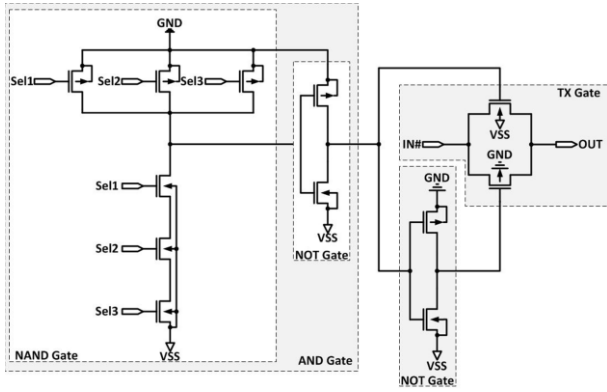 GND
Sel1
Sel2
Sel3
TX Gate
VSS
IN#
OUT
GND
Sel1
GND
VSS
NOT Gate
Sel2
Sel3
NAND Gate
VSS
AND Gate
VSS
NOT Gate